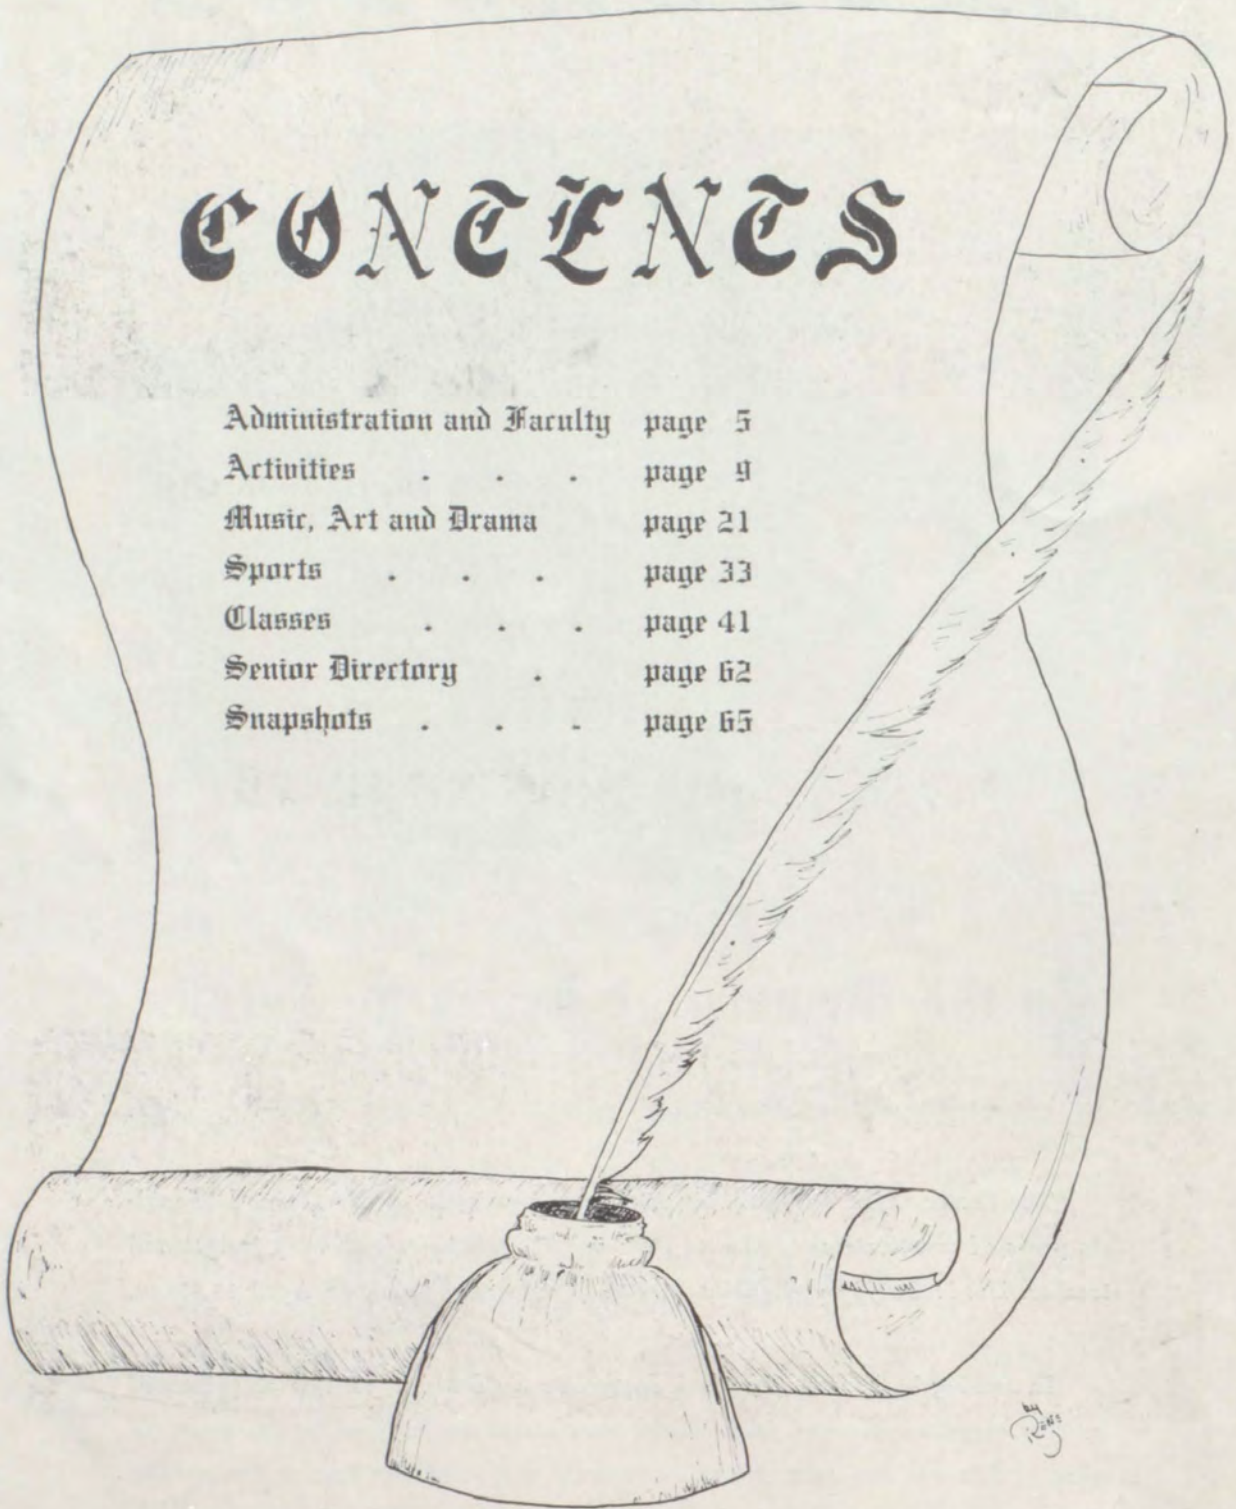 CONTENTS
Administration and Faculty page 5
Activities . . . page 9
Music, Art and Drama page 21
Sports . . . page 33
Classes . . . page 41
Senior Directory . page 62
Snapshots . . . page 65
by